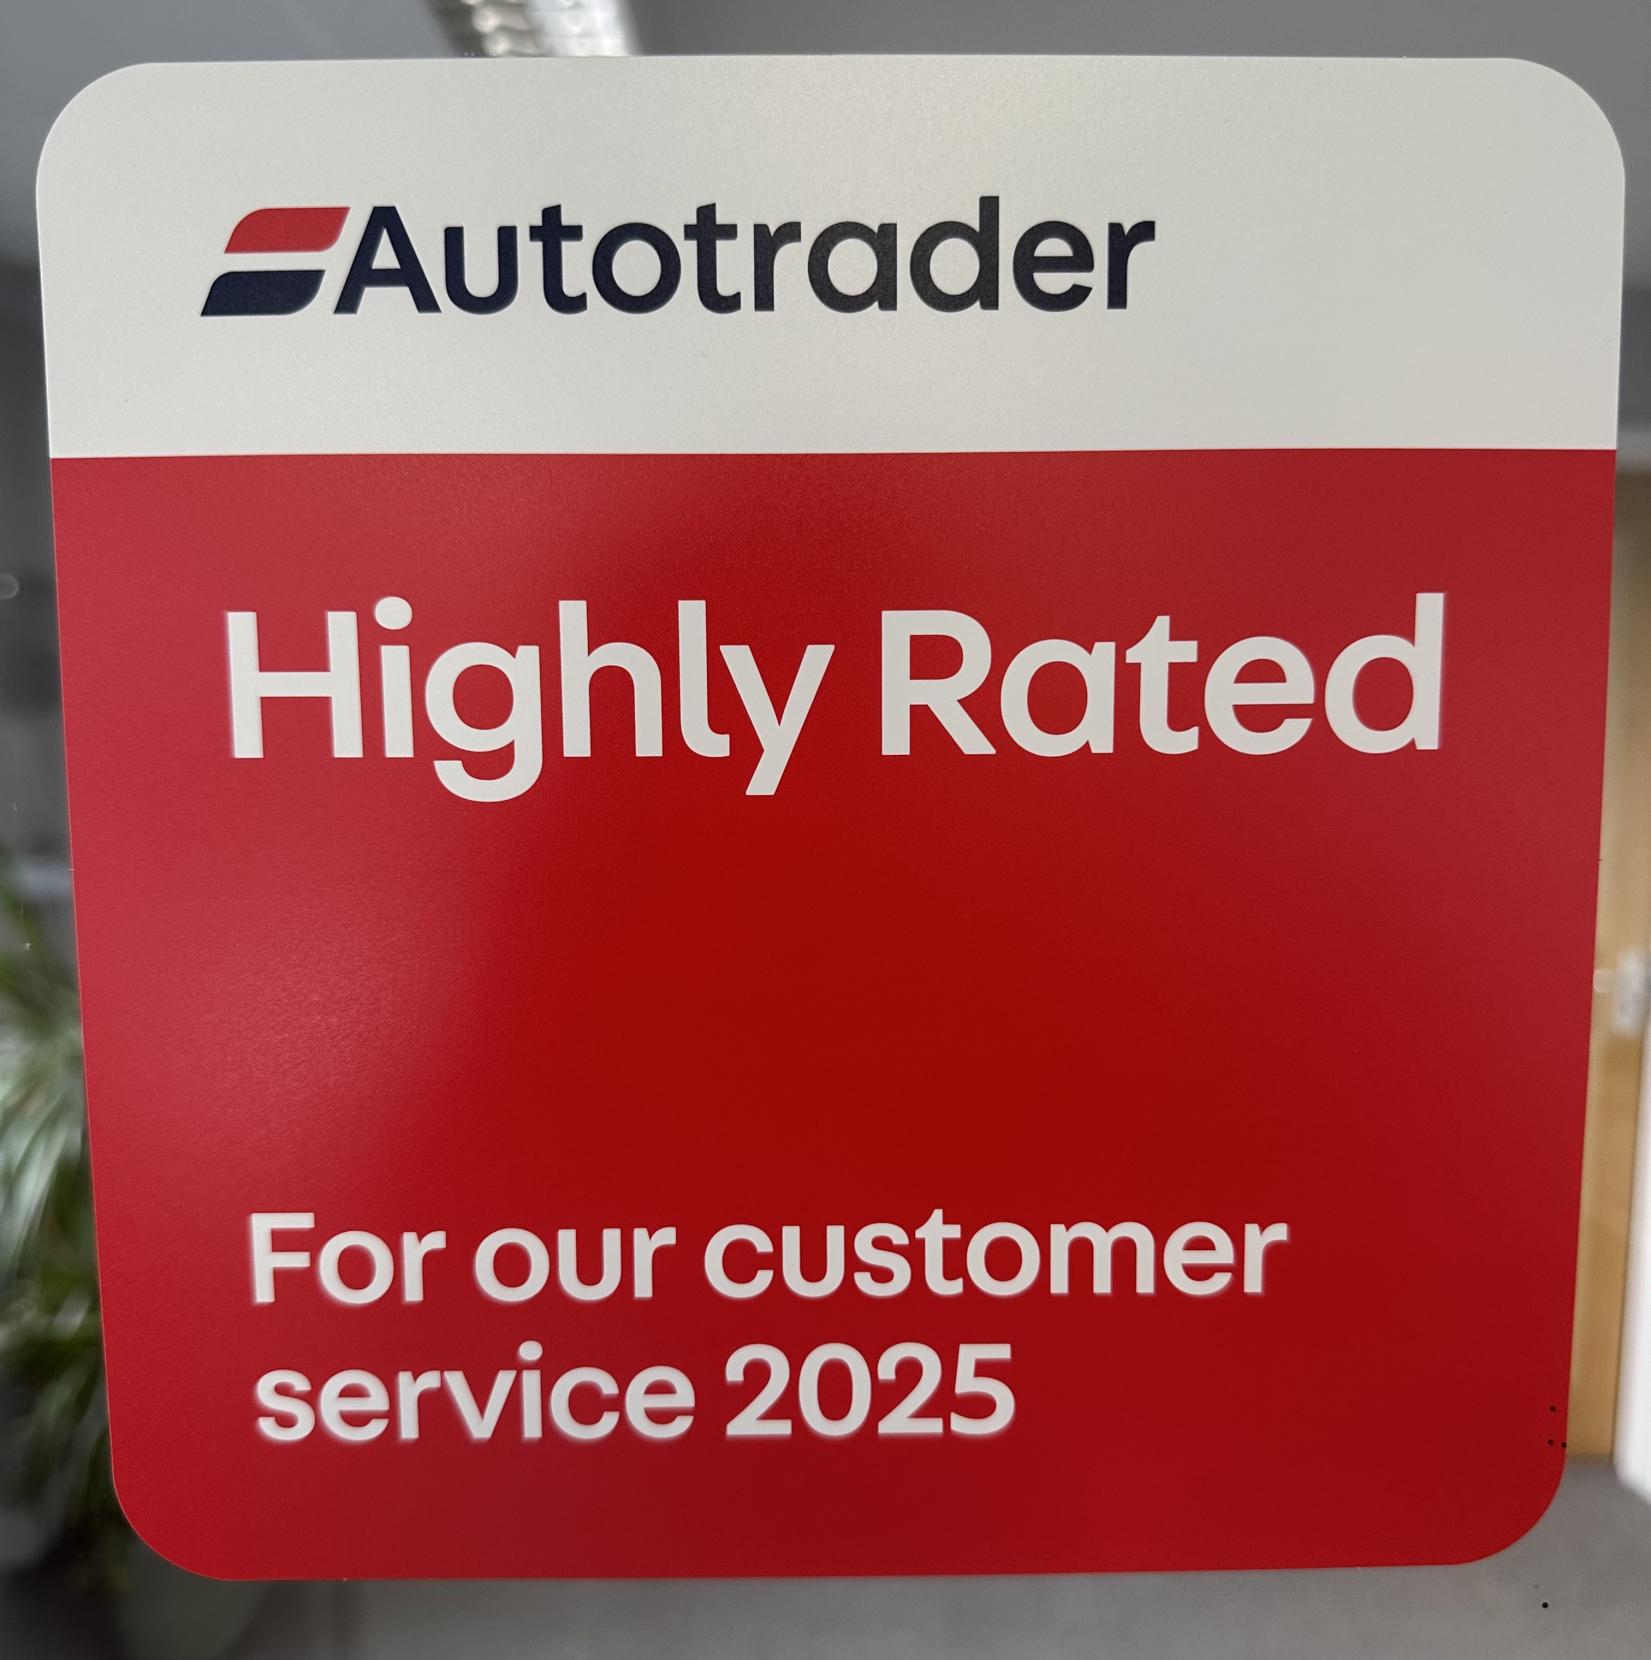 Autotrader
Highly Rated
For our customer
service 2025